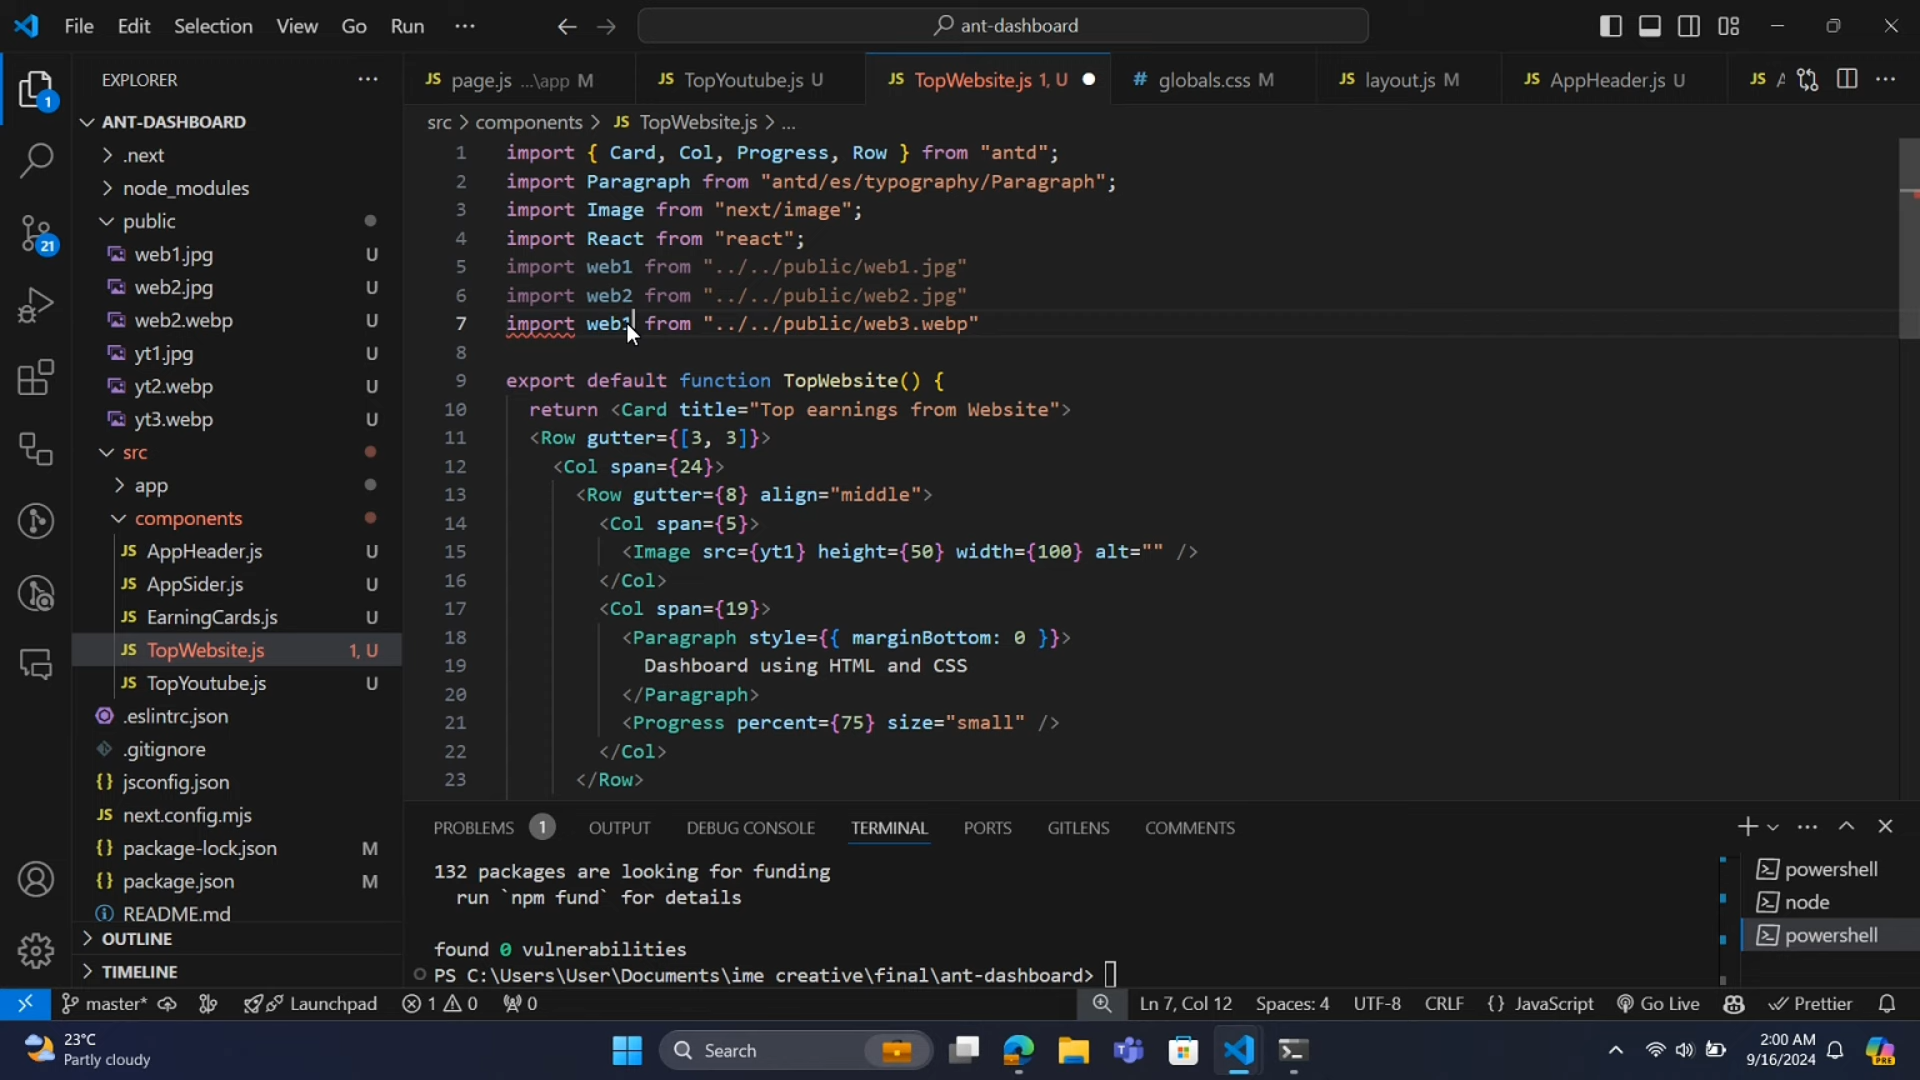 File Edit Selection View Go Run ···
ant-dashboard
EXPLORER ···
1
21
ANT-DASHBOARD
.next
node_modules
public
web1.jpg U
web2.jpg U
web2.webp U
yt1.jpg U
yt2.webp U
yt3.webp U
src
app
components
JS AppHeader.js U
JS AppSider.js U
JS EarningCards.js U
JS TopWebsite.js 1, U
JS TopYoutube.js U
.eslintrc.json
.gitignore
{} jsconfig.json
JS next.config.mjs
{} package-lock.json M
{} package.json M
README.md
OUTLINE
TIMELINE
JS page.js ...\app M
JS TopYoutube.js U
JS TopWebsite.js 1, U
# globals.css M
JS layout.js M
JS AppHeader.js U
JS
src > components > JS TopWebsite.js > ...
1 import { Card, Col, Progress, Row } from "antd";
2 import Paragraph from "antd/es/typography/Paragraph";
3 import Image from "next/image";
4 import React from "react";
5 import web1 from "../../public/web1.jpg"
6 import web2 from "../../public/web2.jpg"
7 import web1 from "../../public/web3.webp"
8
9 export default function TopWebsite() {
10 return <Card title="Top earnings from Website">
11 <Row gutter={[3, 3]}>
12 <Col span={24}>
13 <Row gutter={8} align="middle">
14 <Col span={5}>
15 <Image src={yt1} height={50} width={100} alt="" />
16 </Col>
17 <Col span={19}>
18 <Paragraph style={{ marginBottom: 0 }}>
19 Dashboard using HTML and CSS
20 </Paragraph>
21 <Progress percent={75} size="small" />
22 </Col>
23 </Row>
PROBLEMS 1 OUTPUT DEBUG CONSOLE TERMINAL PORTS GITLENS COMMENTS
132 packages are looking for funding
run `npm fund` for details
found 0 vulnerabilities
PS C:\Users\User\Documents\ime creative\final\ant-dashboard>
powershell
node
powershell
master* Launchpad 1 0 0 Ln 7, Col 12 Spaces: 4 UTF-8 CRLF {} JavaScript Go Live Prettier
23°C
Partly cloudy
Search
2:00 AM
9/16/2024
PRE